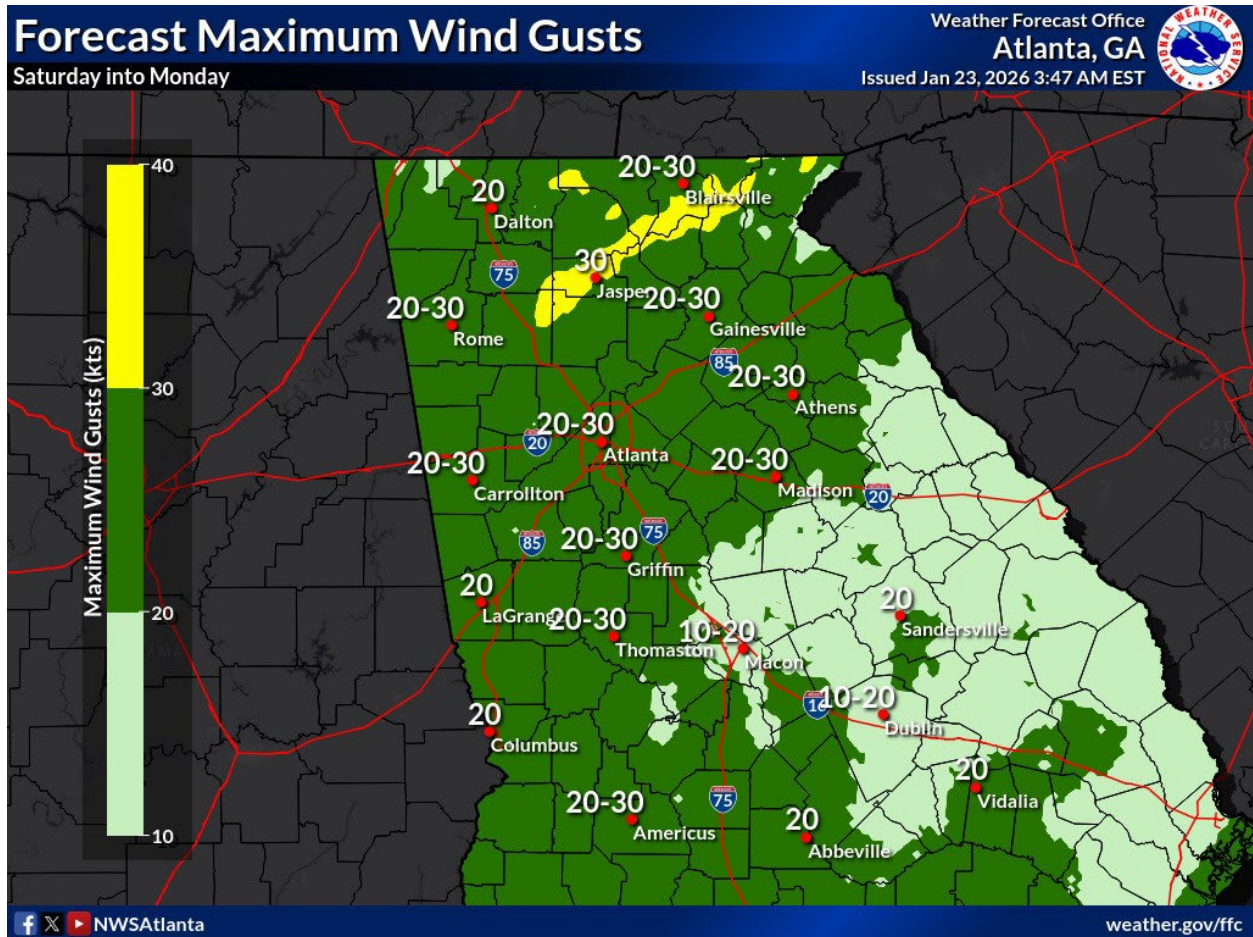 Forecast Maximum Wind Gusts
Saturday into Monday
Weather Forecast Office
Atlanta, GA
Issued Jan 23, 2026 3:47 AM EST
NATIONAL WEATHER SERVICE
Maximum Wind Gusts (kts)
40
30
20
10
20
Dalton
20-30
Blairsville
75
30
Jasper
20-30
Rome
20-30
Gainesville
85
20-30
Athens
20-30
Atlanta
20
20-30
Carrollton
20-30
Madison
20
85
20-30
Griffin
75
20
LaGrange
20-30
Thomaston
10-20
Macon
20
Sandersville
20
Columbus
16
10-20
Dublin
20-30
Americus
75
20
Abbeville
20
Vidalia
NWSAtlanta
weather.gov/ffc